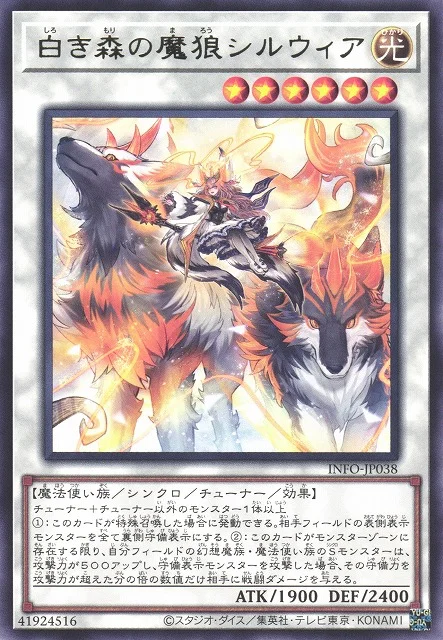 白き森の魔狼シルウィア
光
INFO-JP038
【魔法使い族／シンクロ／チューナー／効果】
チューナー＋チューナー以外のモンスター1体以上
①：このカードが特殊召喚した場合に発動できる。相手フィールドの表側表示
モンスターを全て裏側守備表示にする。②：このカードがモンスターゾーンに
存在する限り、自分フィールドの幻想魔族・魔法使い族のSモンスターは、
攻撃力が500アップし、守備表示モンスターを攻撃した場合、その守備力を
攻撃力が超えた分の数値だけ相手に戦闘ダメージを与える。
ATK/1900 DEF/2400
41924516
©スタジオ・ダイス／集英社・テレビ東京・KONAMI